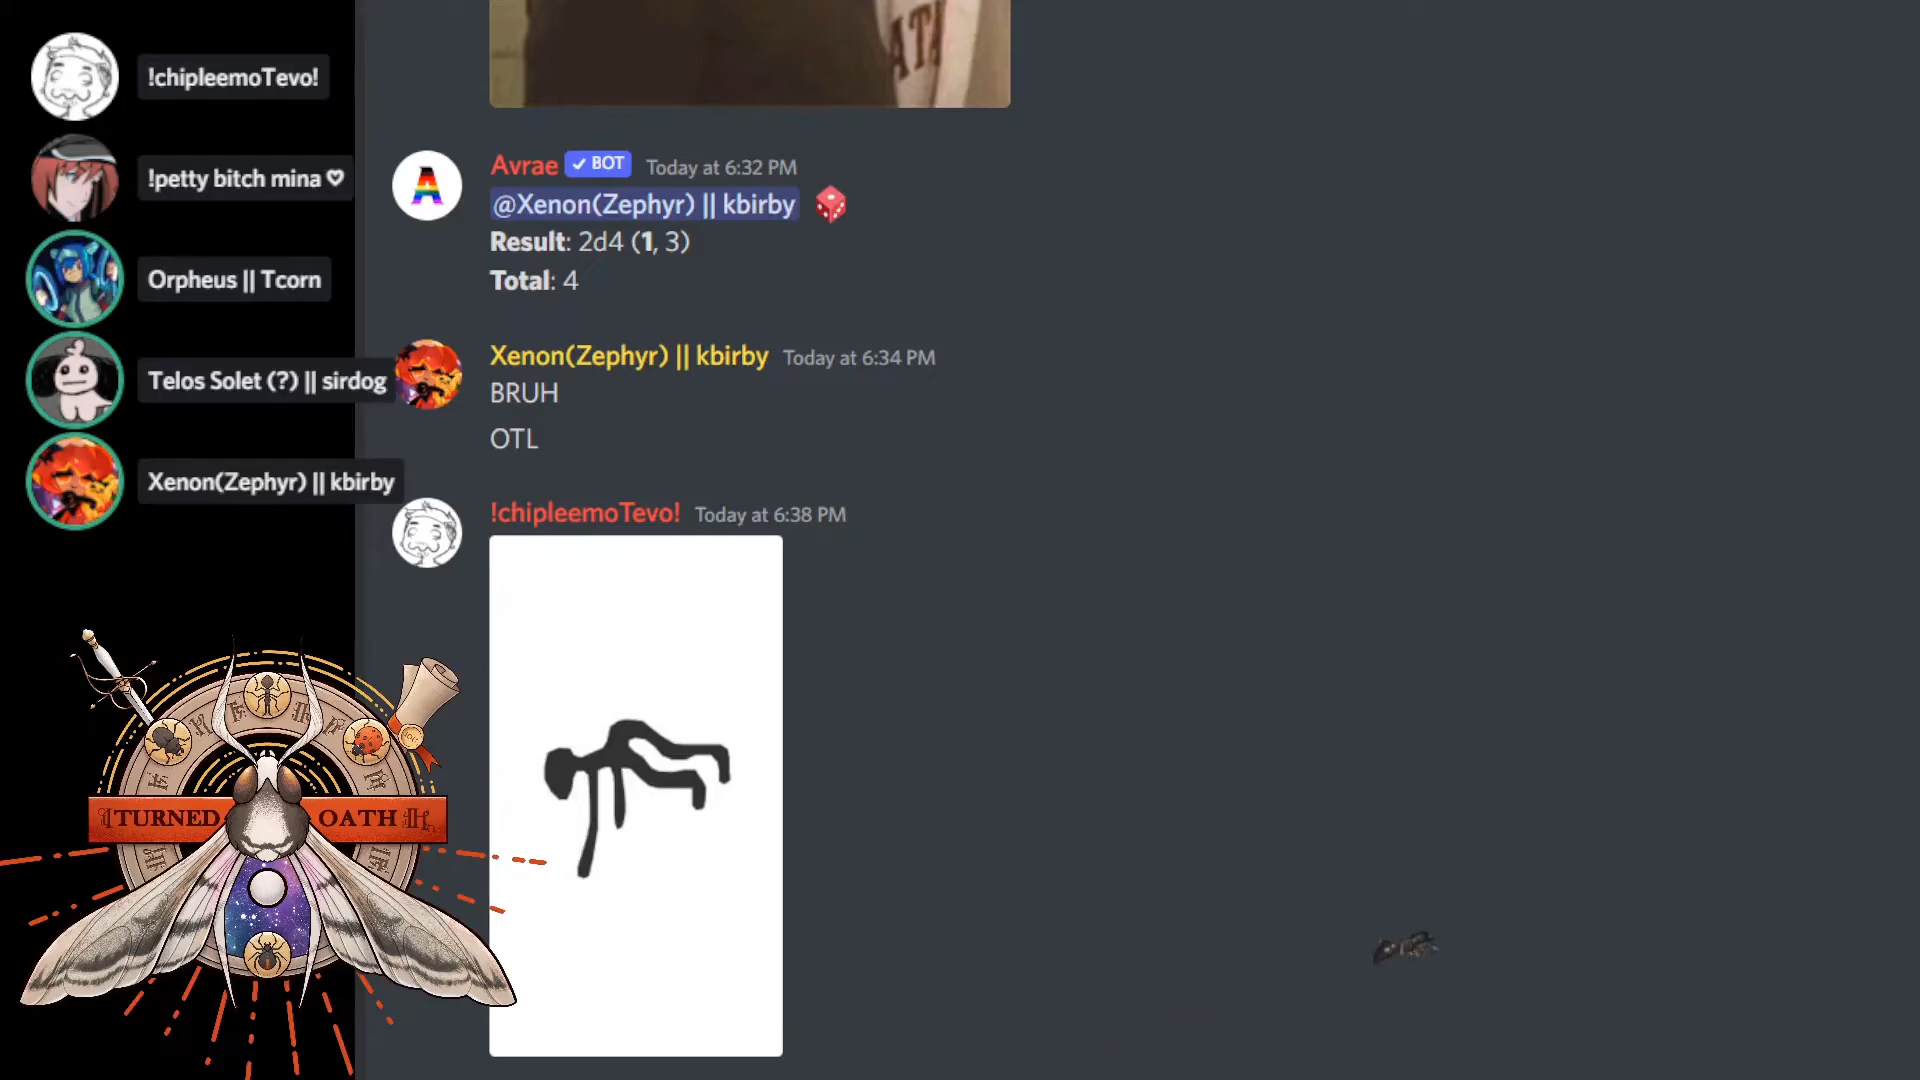 !chipleemoTevo!
!petty bitch mina ♡
Orpheus || Tcorn
Telos Solet (?) || sirdog
Xenon(Zephyr) || kbirby
TURNED OATH
ATH
Avrae ✓ BOT Today at 6:32 PM
@Xenon(Zephyr) || kbirby
Result: 2d4 (1, 3)
Total: 4
Xenon(Zephyr) || kbirby Today at 6:34 PM
BRUH
OTL
!chipleemoTevo! Today at 6:38 PM